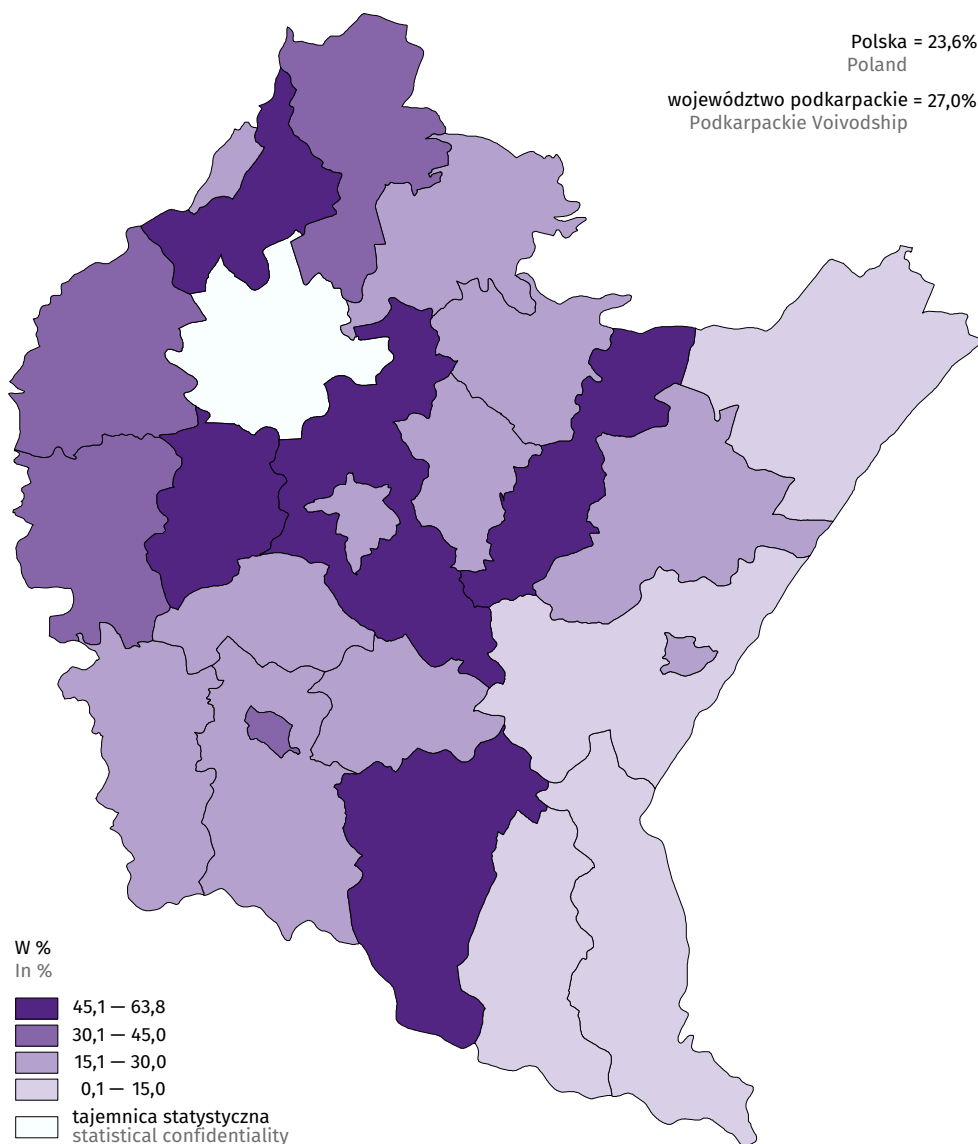 Polska = 23,6%
Poland
województwo podkarpackie = 27,0%
Podkarpackie Voivodship
W %
In %
45,1 — 63,8
30,1 — 45,0
15,1 — 30,0
0,1 — 15,0
tajemnica statystyczna
statistical confidentiality